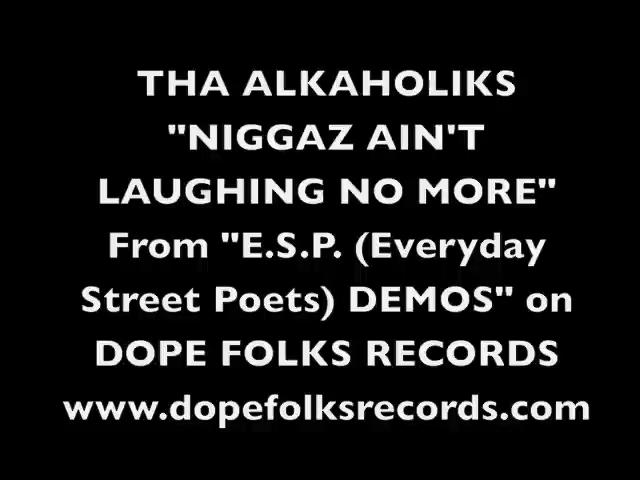 THA ALKAHOLIKS
"NIGGAZ AIN'T
LAUGHING NO MORE"
From "E.S.P. (Everyday
Street Poets) DEMOS" on
DOPE FOLKS RECORDS
www.dopefolksrecords.com